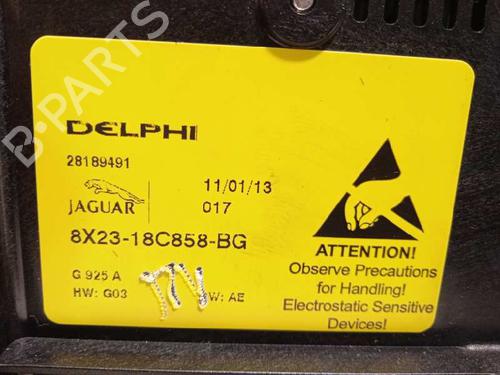 B-PARTS
DELPHI
28189491
11/01/13
JAGUAR
017
8X23-18C858-BG
G 925 A
HW: G03
W: AE
ATTENTION!
Observe Precautions
for Handling!
Electrostatic Sensitive
Devices!